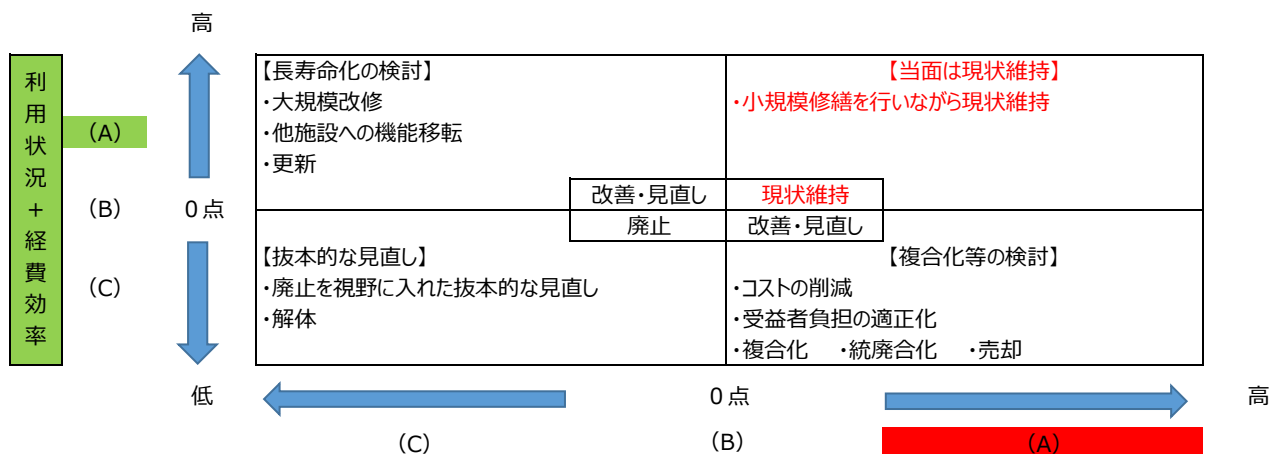 高
利用状況+経費効率
(A)
(B)
(C)
0点
【長寿命化の検討】
・大規模改修
・他施設への機能移転
・更新
【当面は現状維持】
・小規模修繕を行いながら現状維持
改善・見直し
現状維持
廃止
改善・見直し
【抜本的な見直し】
・廃止を視野に入れた抜本的な見直し
・解体
【複合化等の検討】
・コストの削減
・受益者負担の適正化
・複合化 ・統廃合化 ・売却
低
0点
高
(C)
(B)
(A)